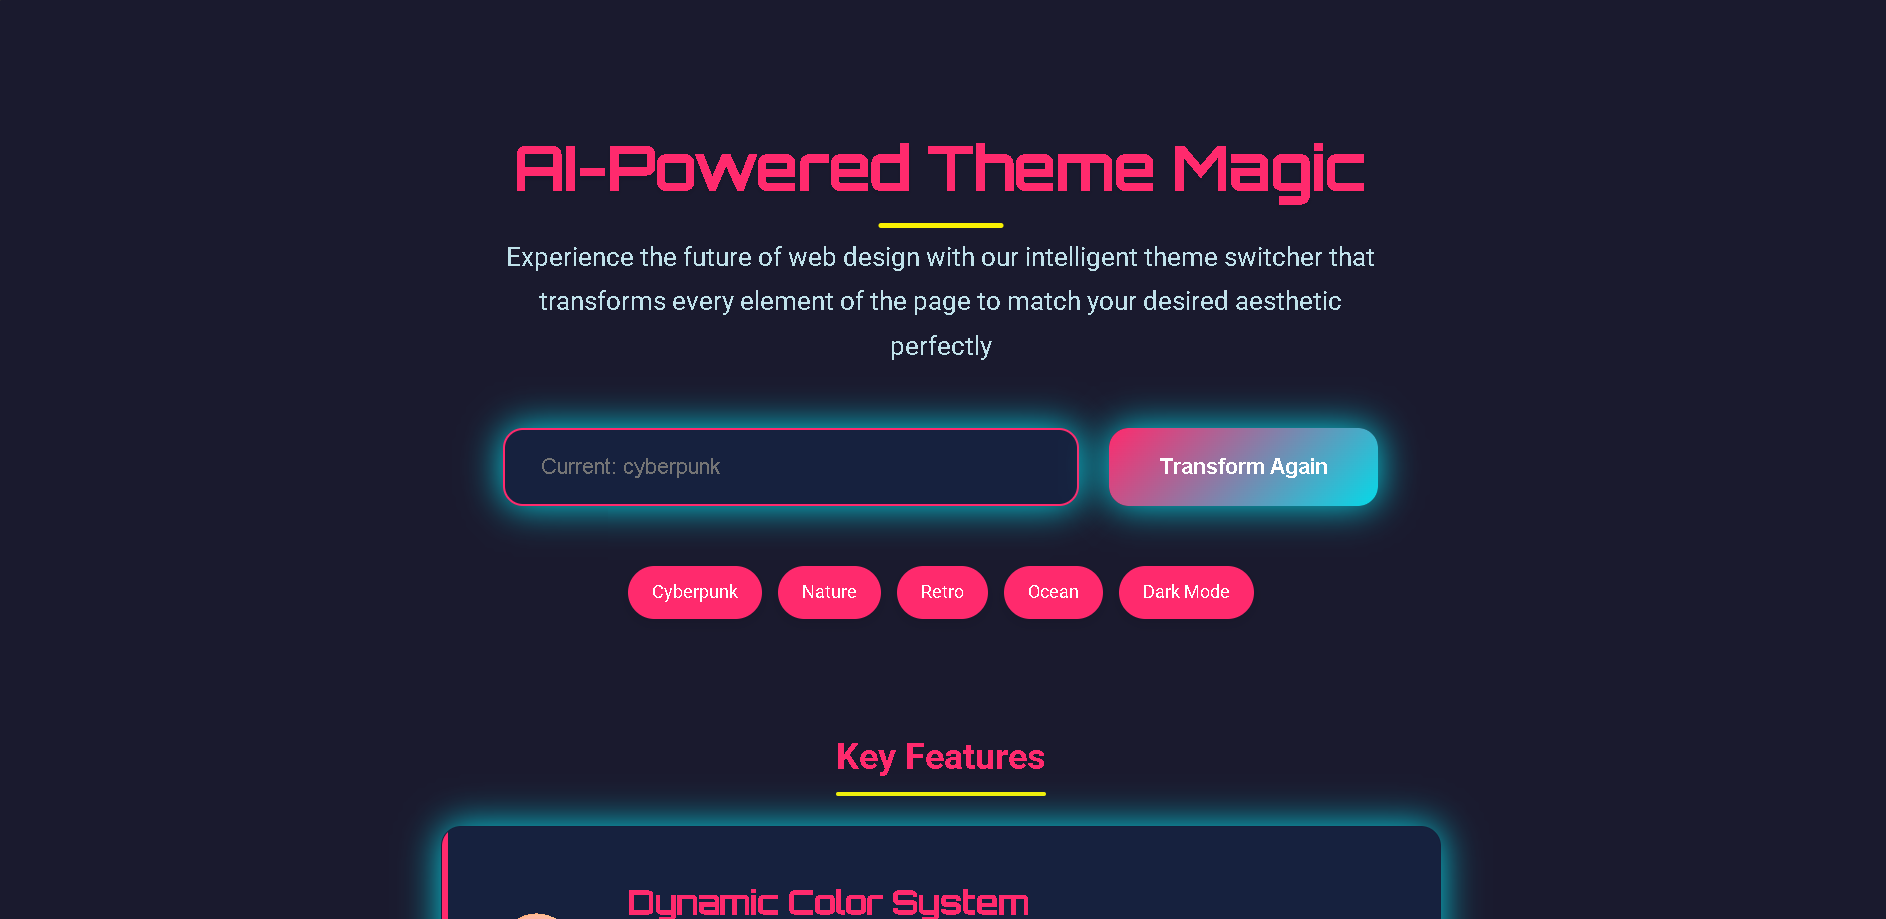 AI-Powered Theme Magic
Experience the future of web design with our intelligent theme switcher that
transforms every element of the page to match your desired aesthetic
perfectly
Current: cyberpunk
Transform Again
Cyberpunk
Nature
Retro
Ocean
Dark Mode
Key Features
Dynamic Color System